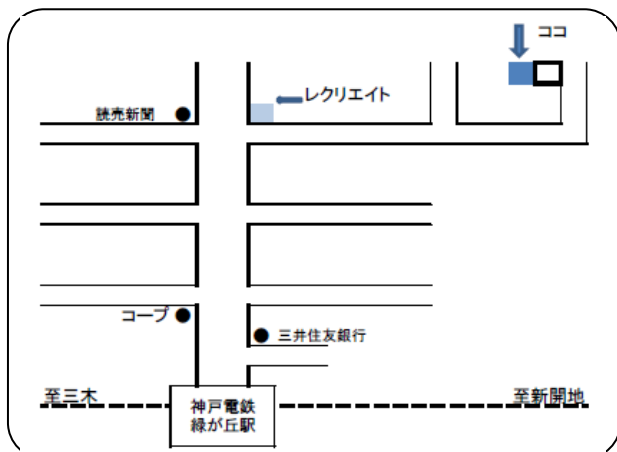 ココ
レクリエイト
読売新聞
コープ
三井住友銀行
至三木
至新開地
神戸電鉄
緑が丘駅